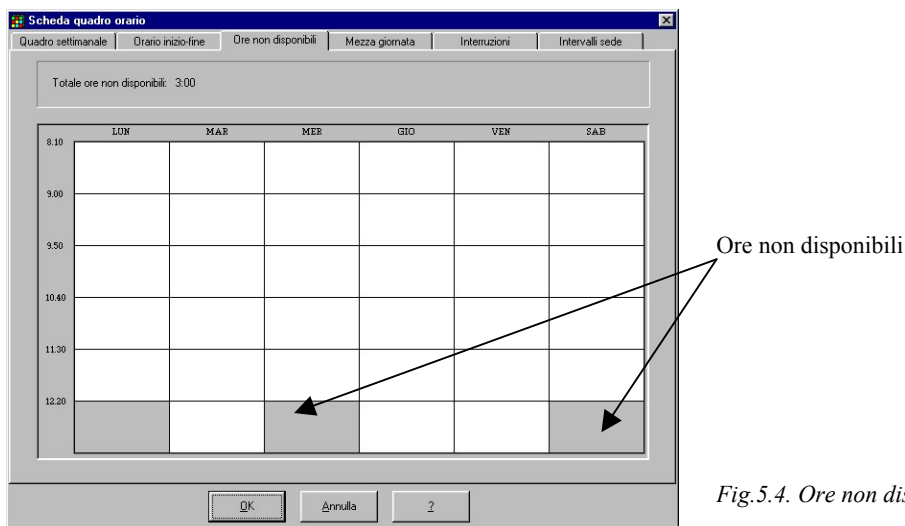 Scheda quadro orario
Quadro settimanale Orario inizio-fine Ore non disponibili Mezza giornata Interruzioni Intervalli sede
Totale ore non disponibili: 3:00
LUN MAR MER GIO VEN SAB
8.10
9.00
9.50
Ore non disponibili
10.40
11.30
12.20
OK Annulla ?
Fig.5.4. Ore non